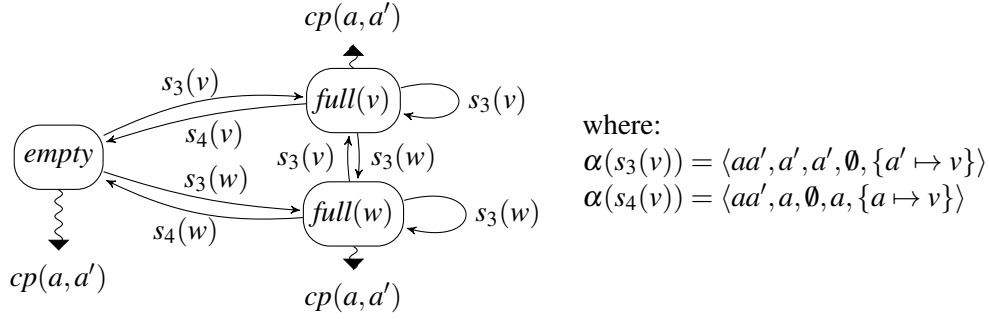 cp(a, a′)
s₃(v)
full(v)
s₃(v)
s₄(v)
where:
empty
s₃(v)
s₃(w)
α(s₃(v)) = ⟨aa′, a′, a′, ∅, {a′ ↦ v}⟩
s₃(w)
α(s₄(v)) = ⟨aa′, a, ∅, a, {a ↦ v}⟩
full(w)
s₃(w)
s₄(w)
cp(a, a′)
cp(a, a′)